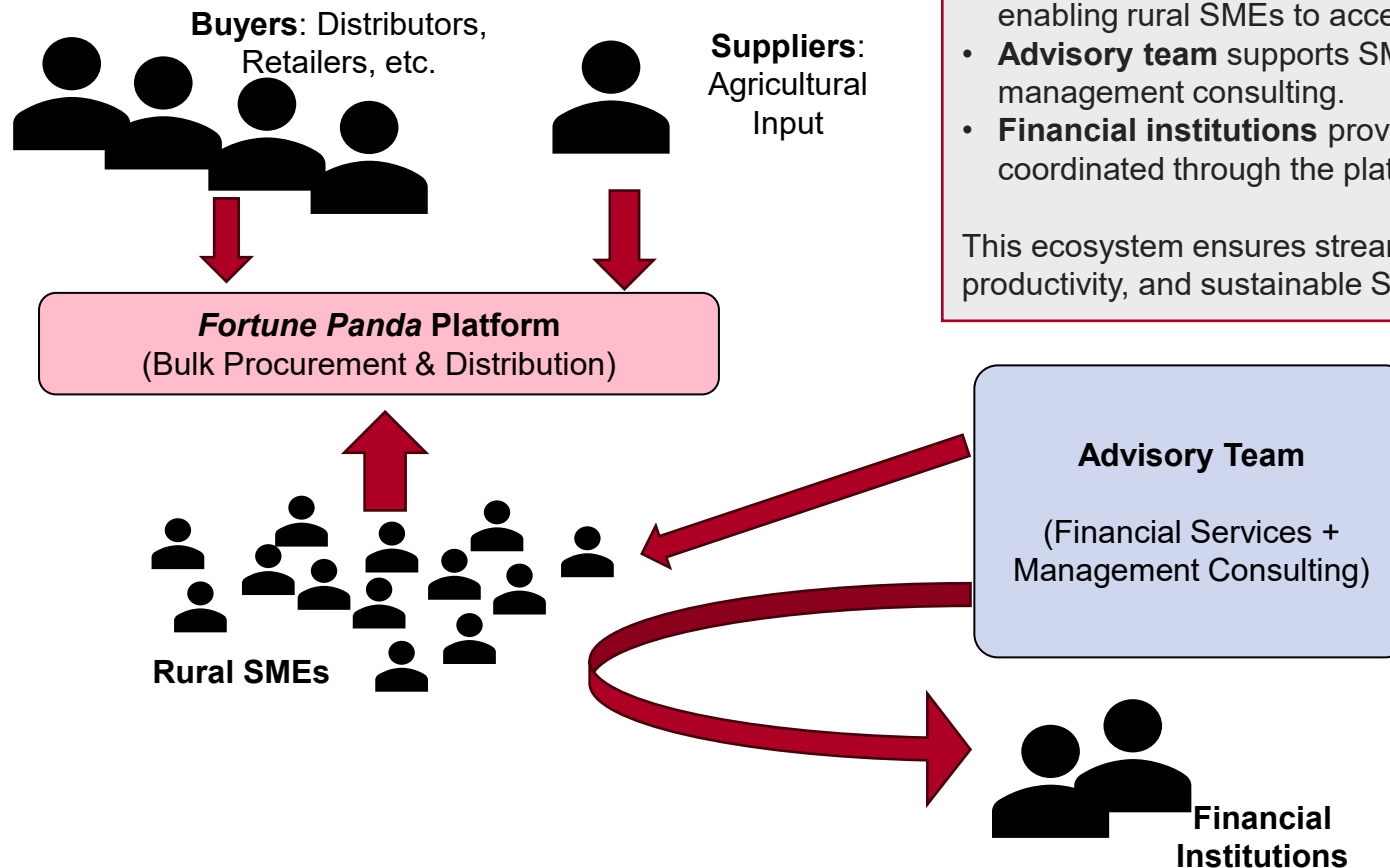 Buyers: Distributors,
Retailers, etc.
Suppliers:
Agricultural
Input
enabling rural SMEs to acce
• Advisory team supports SM
management consulting.
• Financial institutions prov
coordinated through the plat
This ecosystem ensures strear
productivity, and sustainable S
Fortune Panda Platform
(Bulk Procurement & Distribution)
Advisory Team
(Financial Services +
Management Consulting)
Rural SMEs
Financial
Institutions